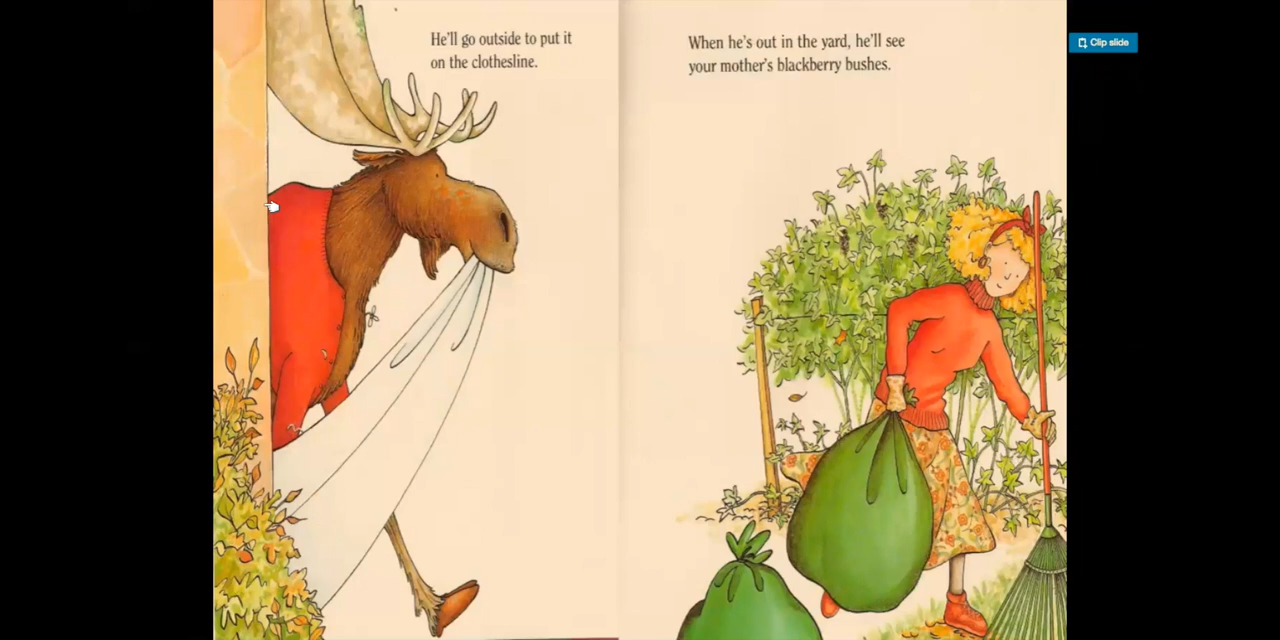 He'll go outside to put it
on the clothesline.
When he's out in the yard, he'll see
your mother's blackberry bushes.
Clip slide